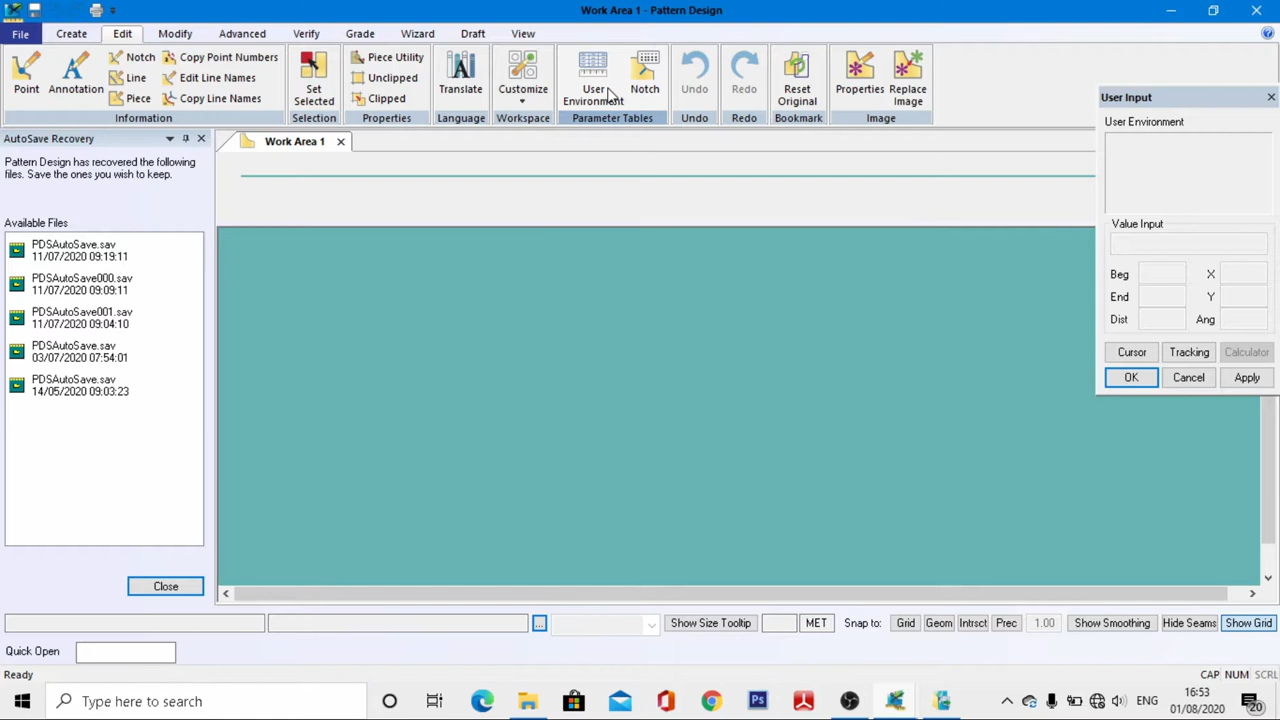 Work Area 1 - Pattern Design
File Create Edit Modify Advanced Verify Grade Wizard Draft View
Point
Annotation
Notch
Line
Piece
Copy Point Numbers
Edit Line Names
Copy Line Names
Information
Set
Selected
Selection
Piece Utility
Unclipped
Clipped
Properties
Translate
Language
Customize
Workspace
User
Environment
Notch
Parameter Tables
Undo
Undo
Redo
Redo
Reset
Original
Bookmark
Properties
Replace
Image
Image
AutoSave Recovery
Pattern Design has recovered the following
files. Save the ones you wish to keep.
Available Files
PDSAutoSave.sav
11/07/2020 09:19:11
PDSAutoSave000.sav
11/07/2020 09:09:11
PDSAutoSave001.sav
11/07/2020 09:04:10
PDSAutoSave.sav
03/07/2020 07:54:01
PDSAutoSave.sav
14/05/2020 09:03:23
Close
Work Area 1
User Input
User Environment
Value Input
Beg X
End Y
Dist Ang
Cursor Tracking Calculator
OK Cancel Apply
... Show Size Tooltip MET Snap to: Grid Geom Intrsct Prec 1.00 Show Smoothing Hide Seams Show Grid
Quick Open
Ready CAP NUM SCRL
Type here to search
Ps
ENG
16:53
01/08/2020
20